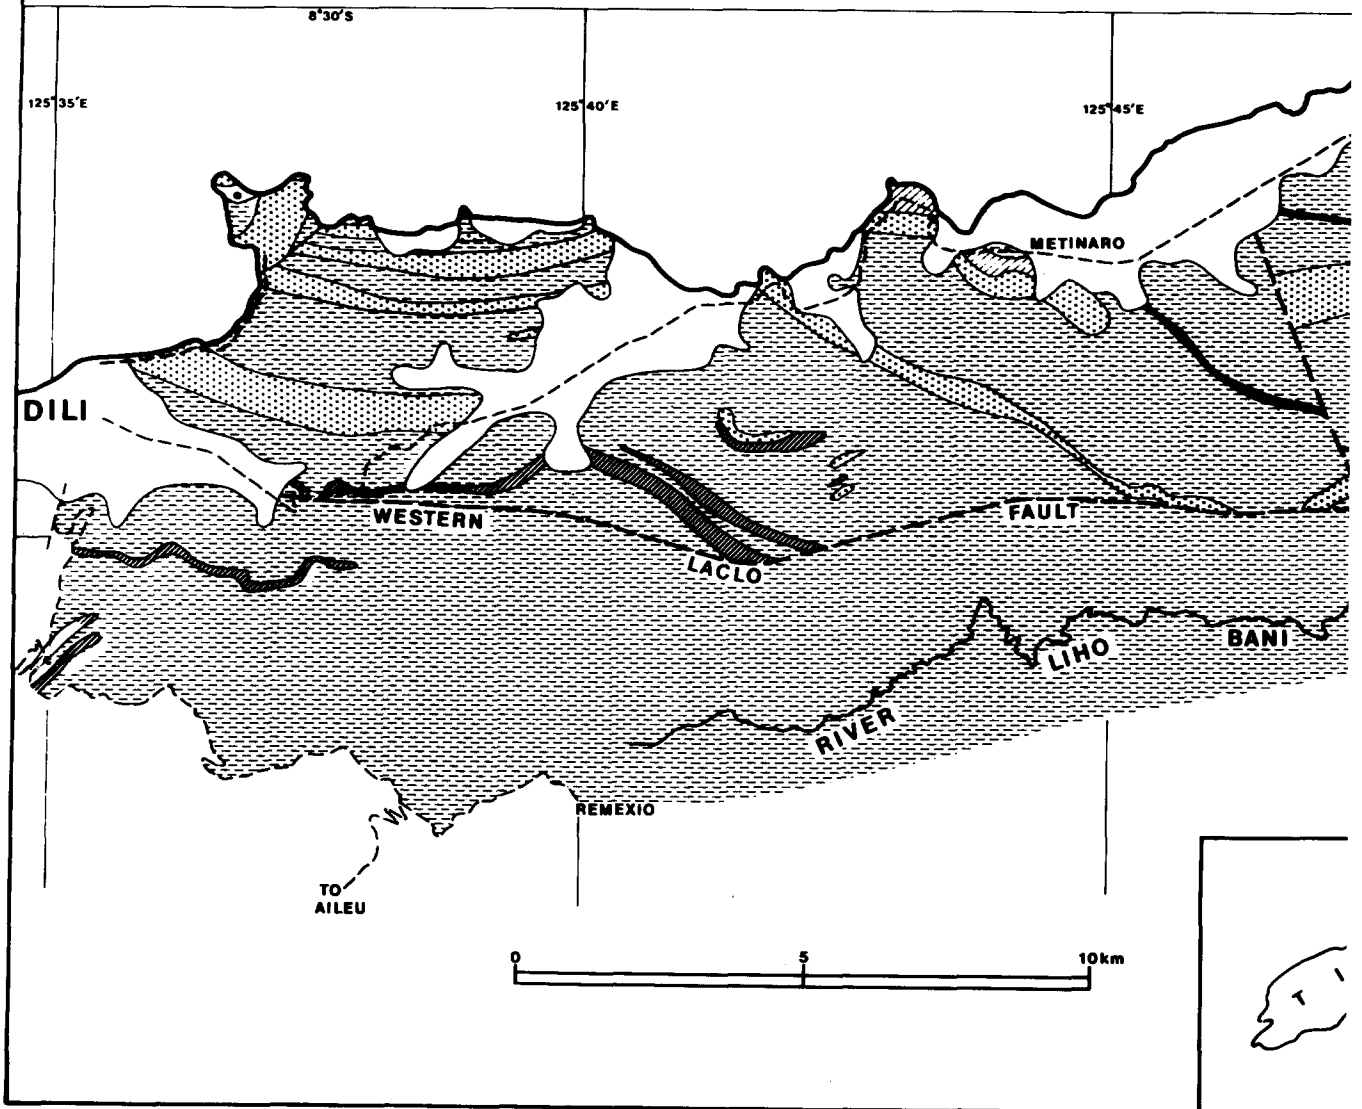 8°30'S
125°35'E
125°40'E
125°45'E
METINARO
DILI
WESTERN
LACLO
FAULT
RIVER
LIHO
BANI
REMEXIO
TO
AILEU
0 5 10km
T I